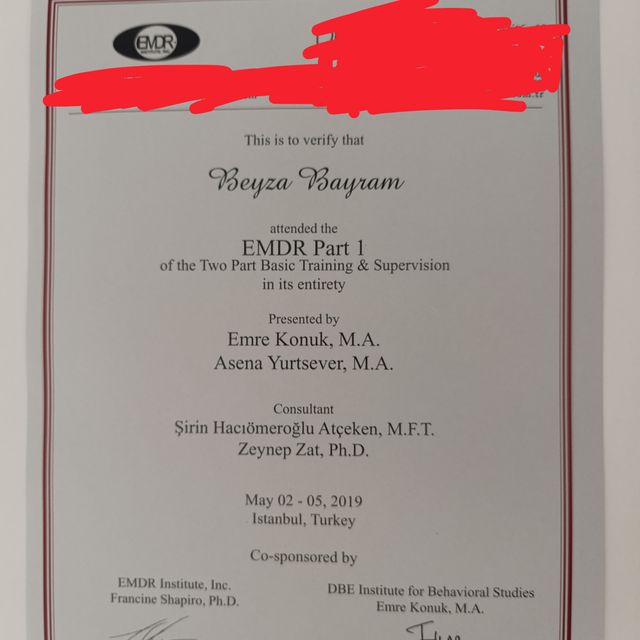 EMDR
This is to verify that
Beyza Bayram
attended the
EMDR Part 1
of the Two Part Basic Training & Supervision
in its entirety
Presented by
Emre Konuk, M.A.
Asena Yurtsever, M.A.
Consultant
Şirin Hacıömeroğlu Atçeken, M.F.T.
Zeynep Zat, Ph.D.
May 02 - 05, 2019
Istanbul, Turkey
Co-sponsored by
EMDR Institute, Inc.
Francine Shapiro, Ph.D.
DBE Institute for Behavioral Studies
Emre Konuk, M.A.